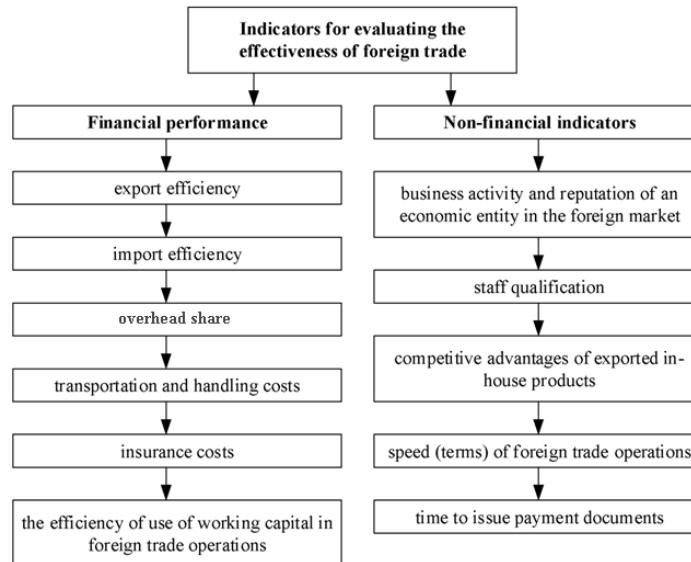 Indicators for evaluating the
effectiveness of foreign trade
Financial performance
export efficiency
import efficiency
overhead share
transportation and handling costs
insurance costs
the efficiency of use of working capital in
foreign trade operations
Non-financial indicators
business activity and reputation of an
economic entity in the foreign market
staff qualification
competitive advantages of exported in-
house products
speed (terms) of foreign trade operations
time to issue payment documents